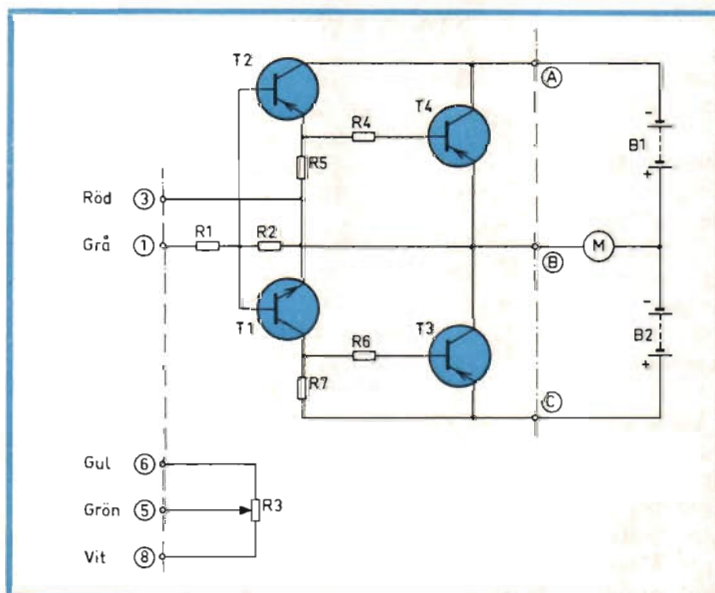 T2
A
T4
R4
B1
-
+
R5
Röd 3
Grå 1 R1 R2
M
B
T1
T3
R6
B2
-
+
R7
C
Gul 6
Grön 5 R3
Vit 8